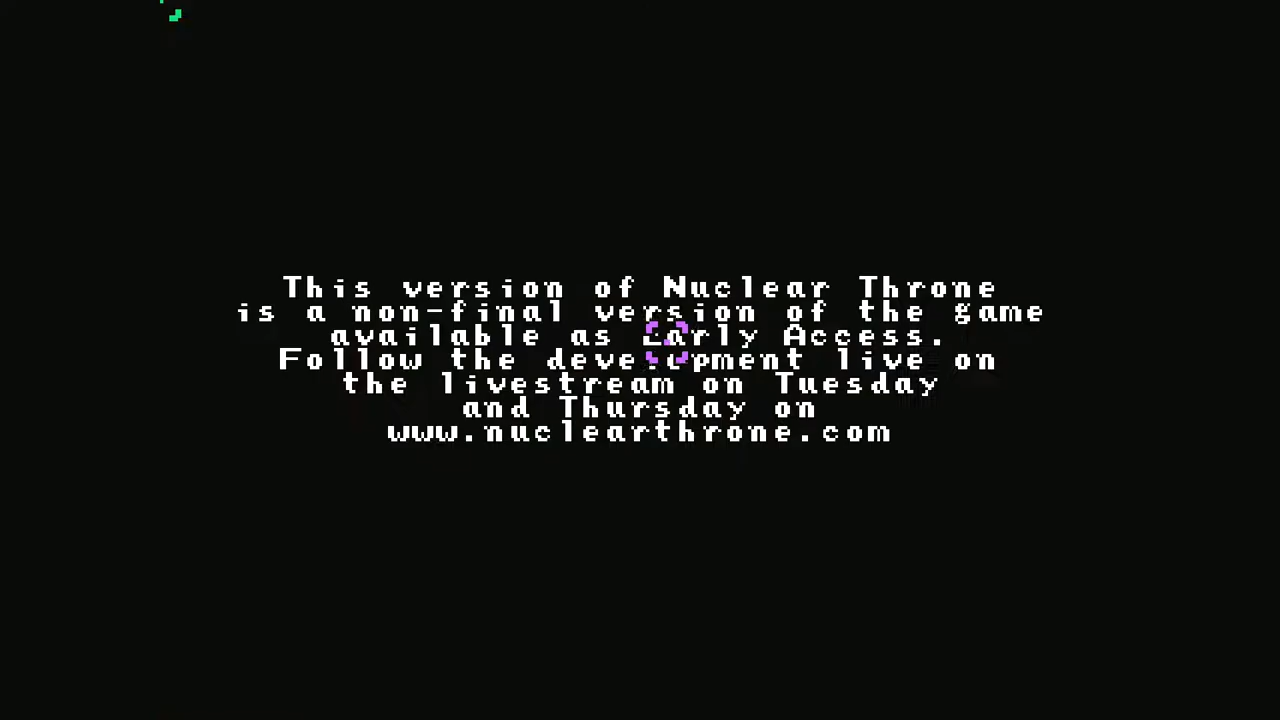 This version of Nuclear Throne
is a non-final version of the game
available as Early Access.
Follow the development live on
the livestream on Tuesday
and Thursday on
www.nuclearthrone.com